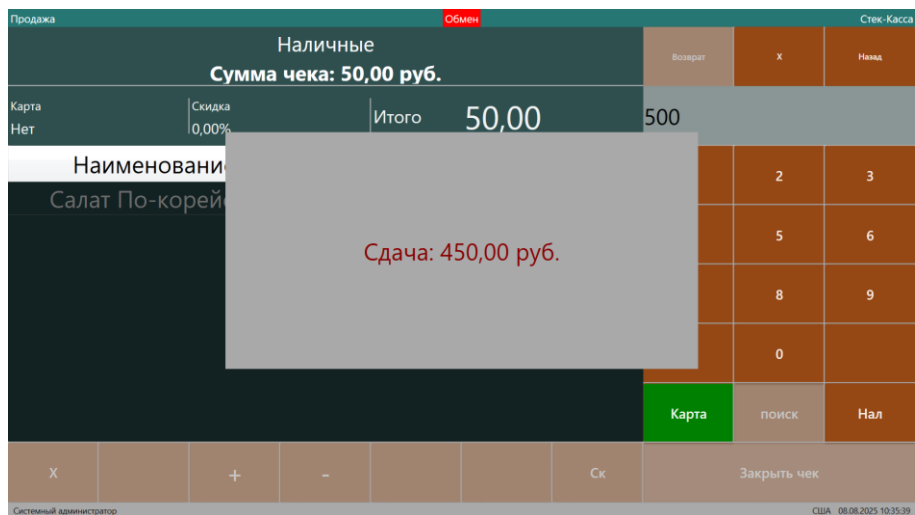 Продажа
Обмен
Стек-Касса
Наличные
Сумма чека: 50,00 руб.
Возврат
X
Назад
Карта
Нет
Скидка
0,00%
Итого
50,00
500
Наименовани
Салат По-корей
Сдача: 450,00 руб.
2
3
5
6
8
9
0
Карта
поиск
Нал
X
+
-
Ск
Закрыть чек
Системный администратор
США 08.08.2025 10:35:39